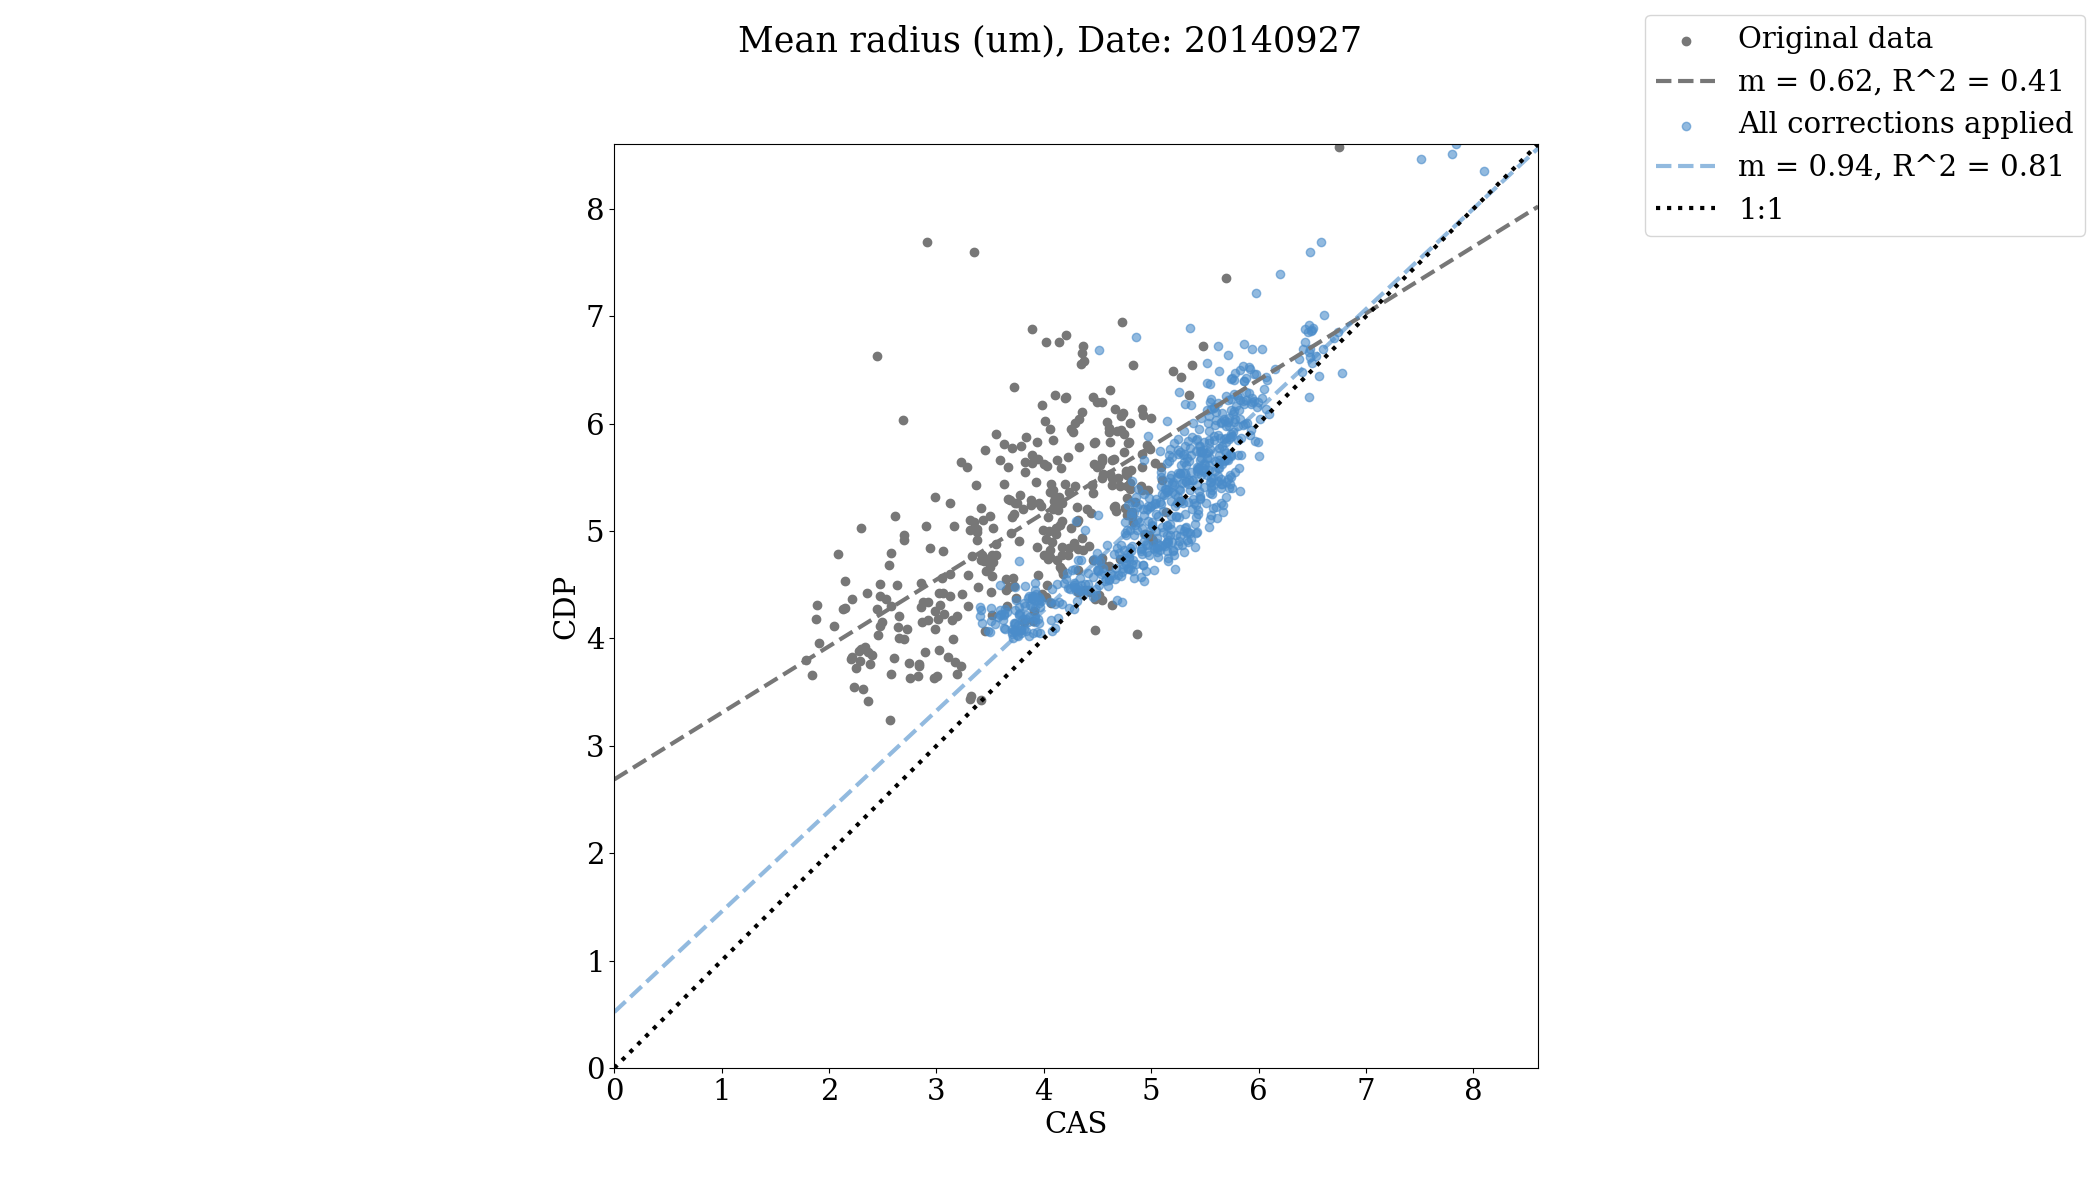 Mean radius (um), Date: 20140927
Original data
m = 0.62, R^2 = 0.41
All corrections applied
m = 0.94, R^2 = 0.81
1:1
8
7
6
5
4
3
2
1
0
CDP
0 1 2 3 4 5 6 7 8
CAS